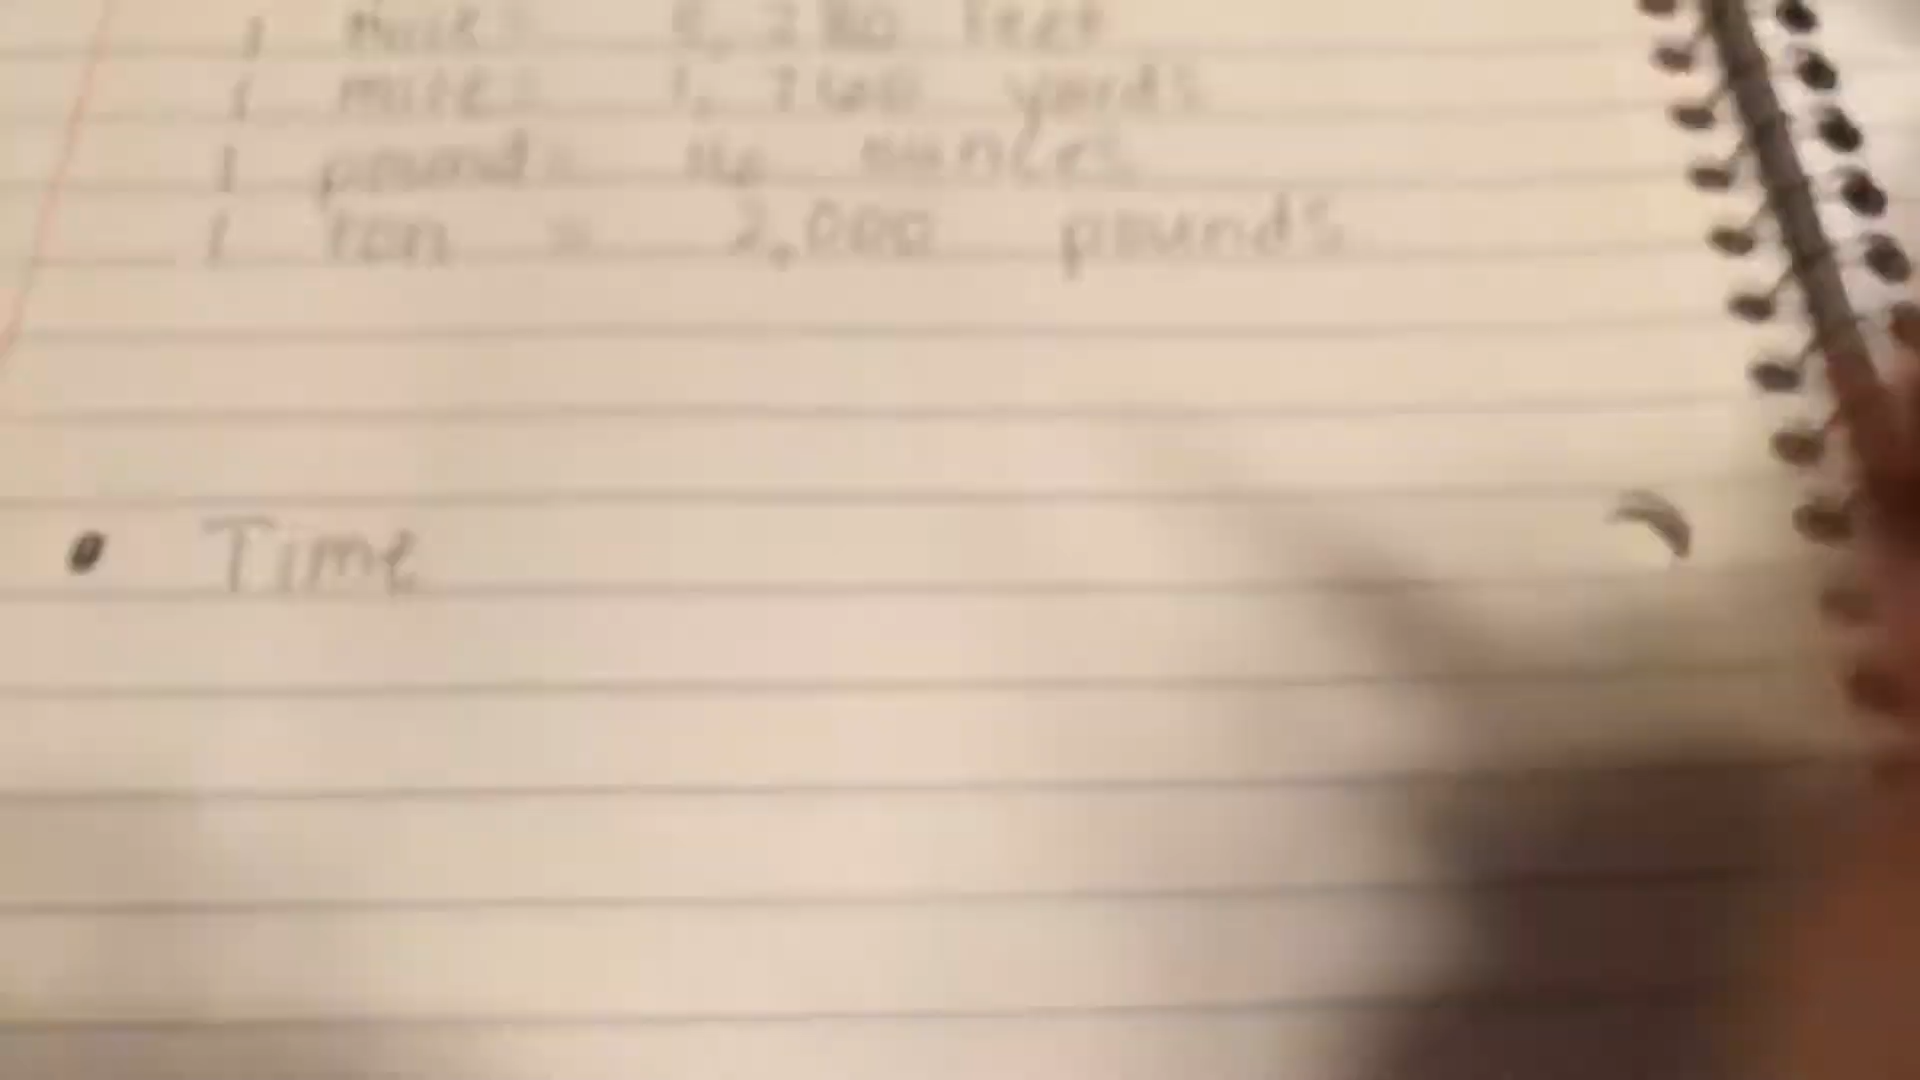 1 mile = 5,280 feet
1 mile = 1,760 yards
1 pound = 16 ounces
1 ton = 2,000 pounds
• Time